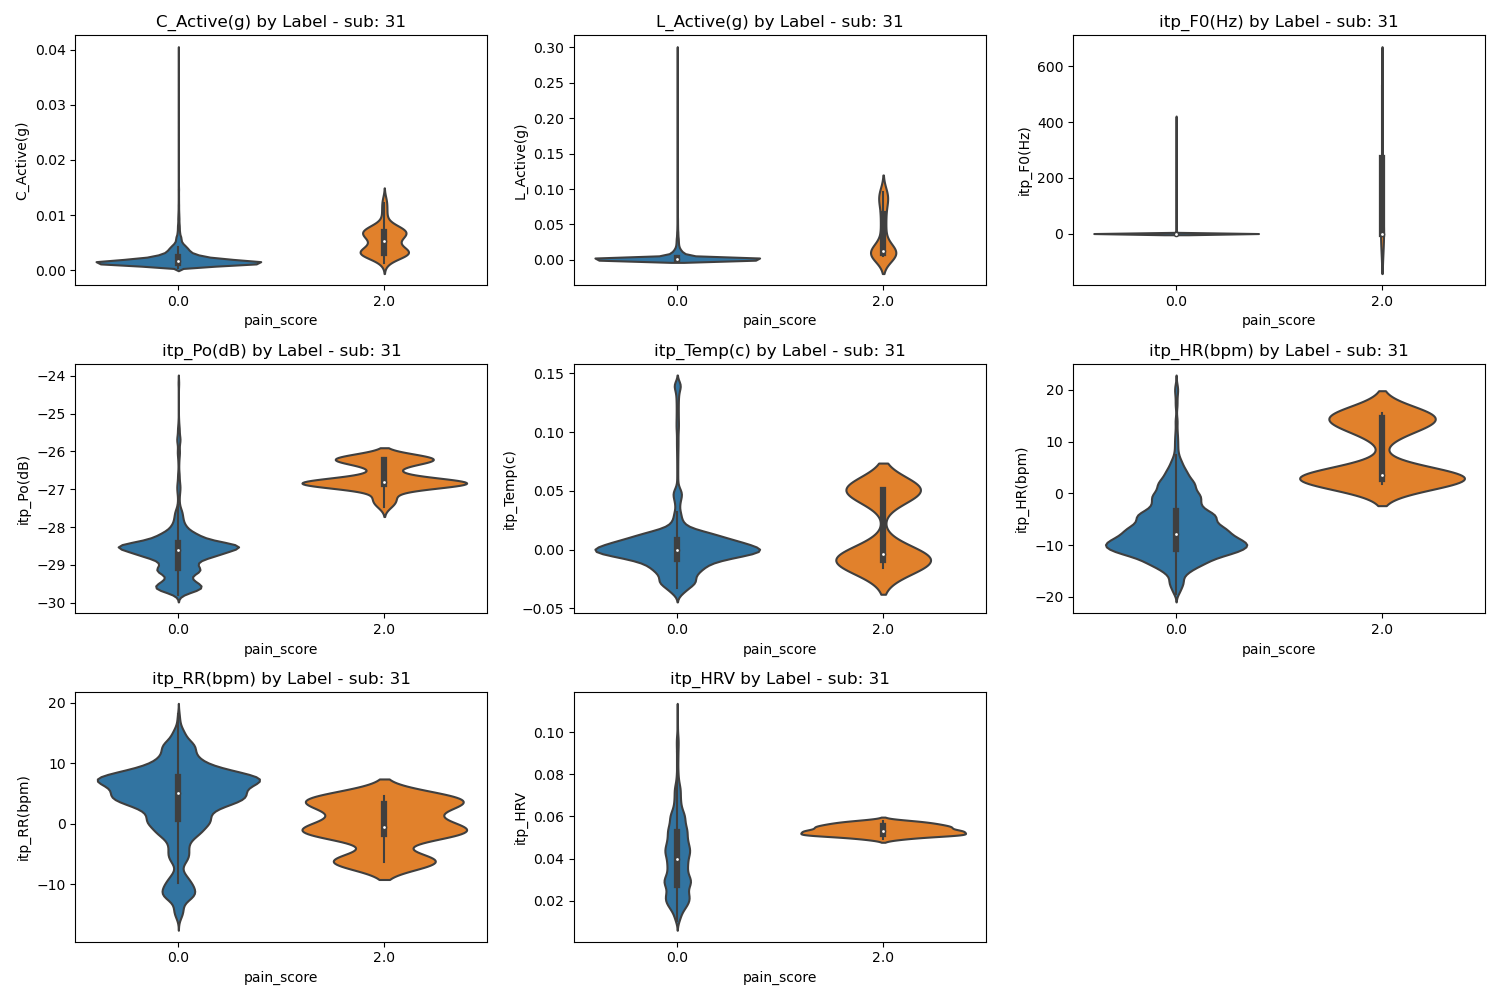 C_Active(g) by Label - sub: 31
C_Active(g)
0.04
0.03
0.02
0.01
0.00
0.0
2.0
pain_score
L_Active(g) by Label - sub: 31
L_Active(g)
0.30
0.25
0.20
0.15
0.10
0.05
0.00
0.0
2.0
pain_score
itp_F0(Hz) by Label - sub: 31
itp_F0(Hz)
600
400
200
0
0.0
2.0
pain_score
itp_Po(dB) by Label - sub: 31
itp_Po(dB)
−24
−25
−26
−27
−28
−29
−30
0.0
2.0
pain_score
itp_Temp(c) by Label - sub: 31
itp_Temp(c)
0.15
0.10
0.05
0.00
−0.05
0.0
2.0
pain_score
itp_HR(bpm) by Label - sub: 31
itp_HR(bpm)
20
10
0
−10
−20
0.0
2.0
pain_score
itp_RR(bpm) by Label - sub: 31
itp_RR(bpm)
20
10
0
−10
0.0
2.0
pain_score
itp_HRV by Label - sub: 31
itp_HRV
0.10
0.08
0.06
0.04
0.02
0.0
2.0
pain_score